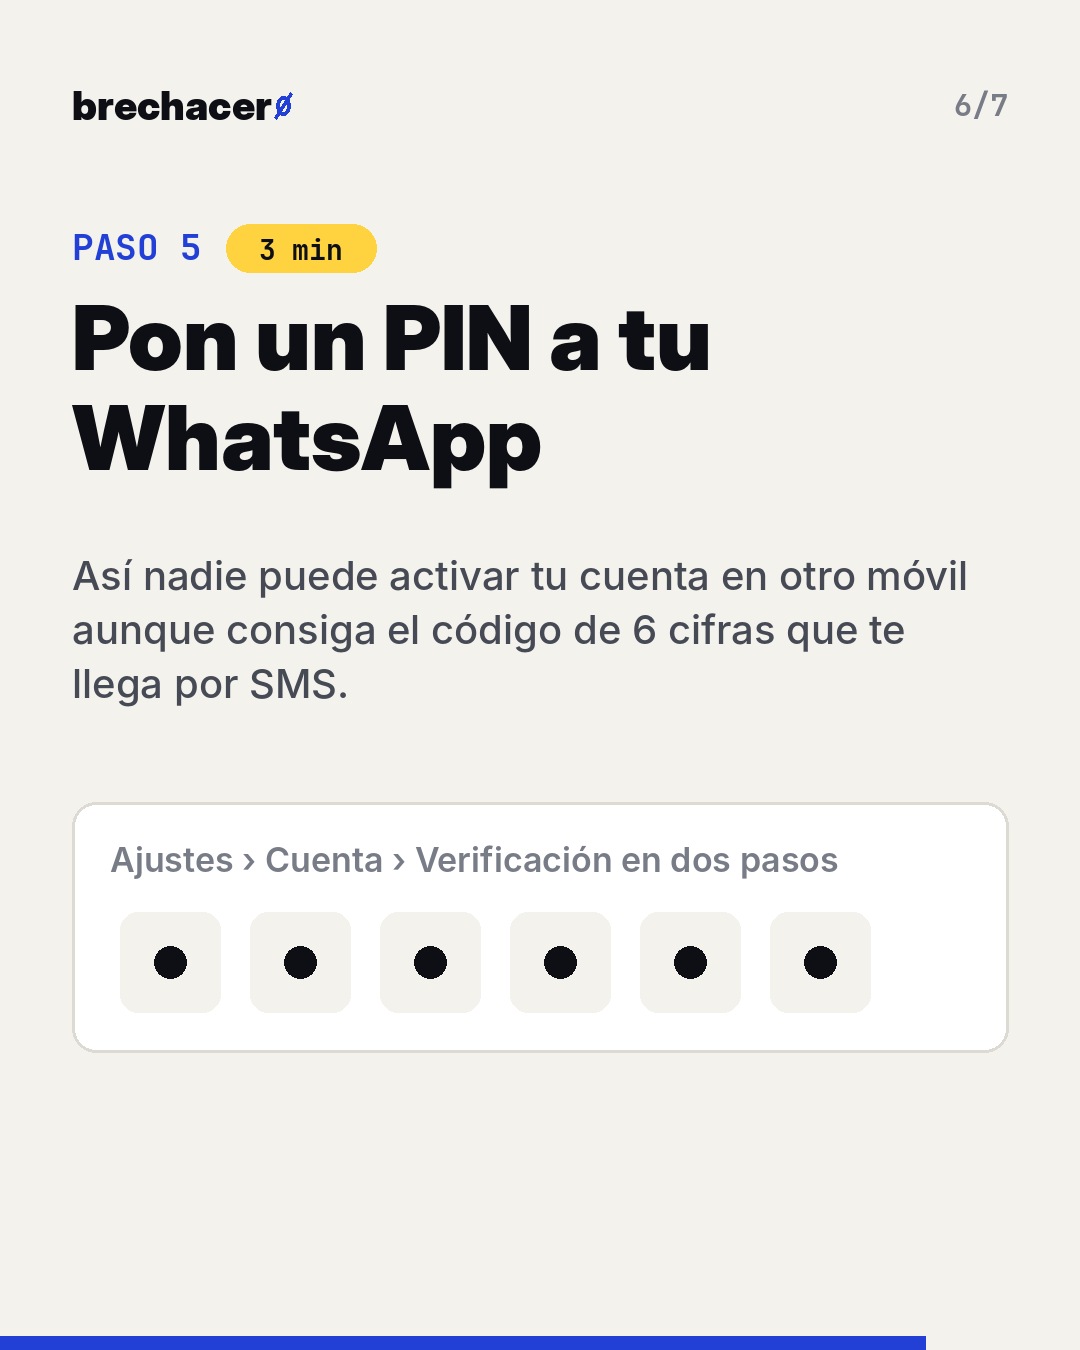 brechacerø
6/7
PASO 5
3 min
Pon un PIN a tu
WhatsApp
Así nadie puede activar tu cuenta en otro móvil
aunque consiga el código de 6 cifras que te
llega por SMS.
Ajustes › Cuenta › Verificación en dos pasos